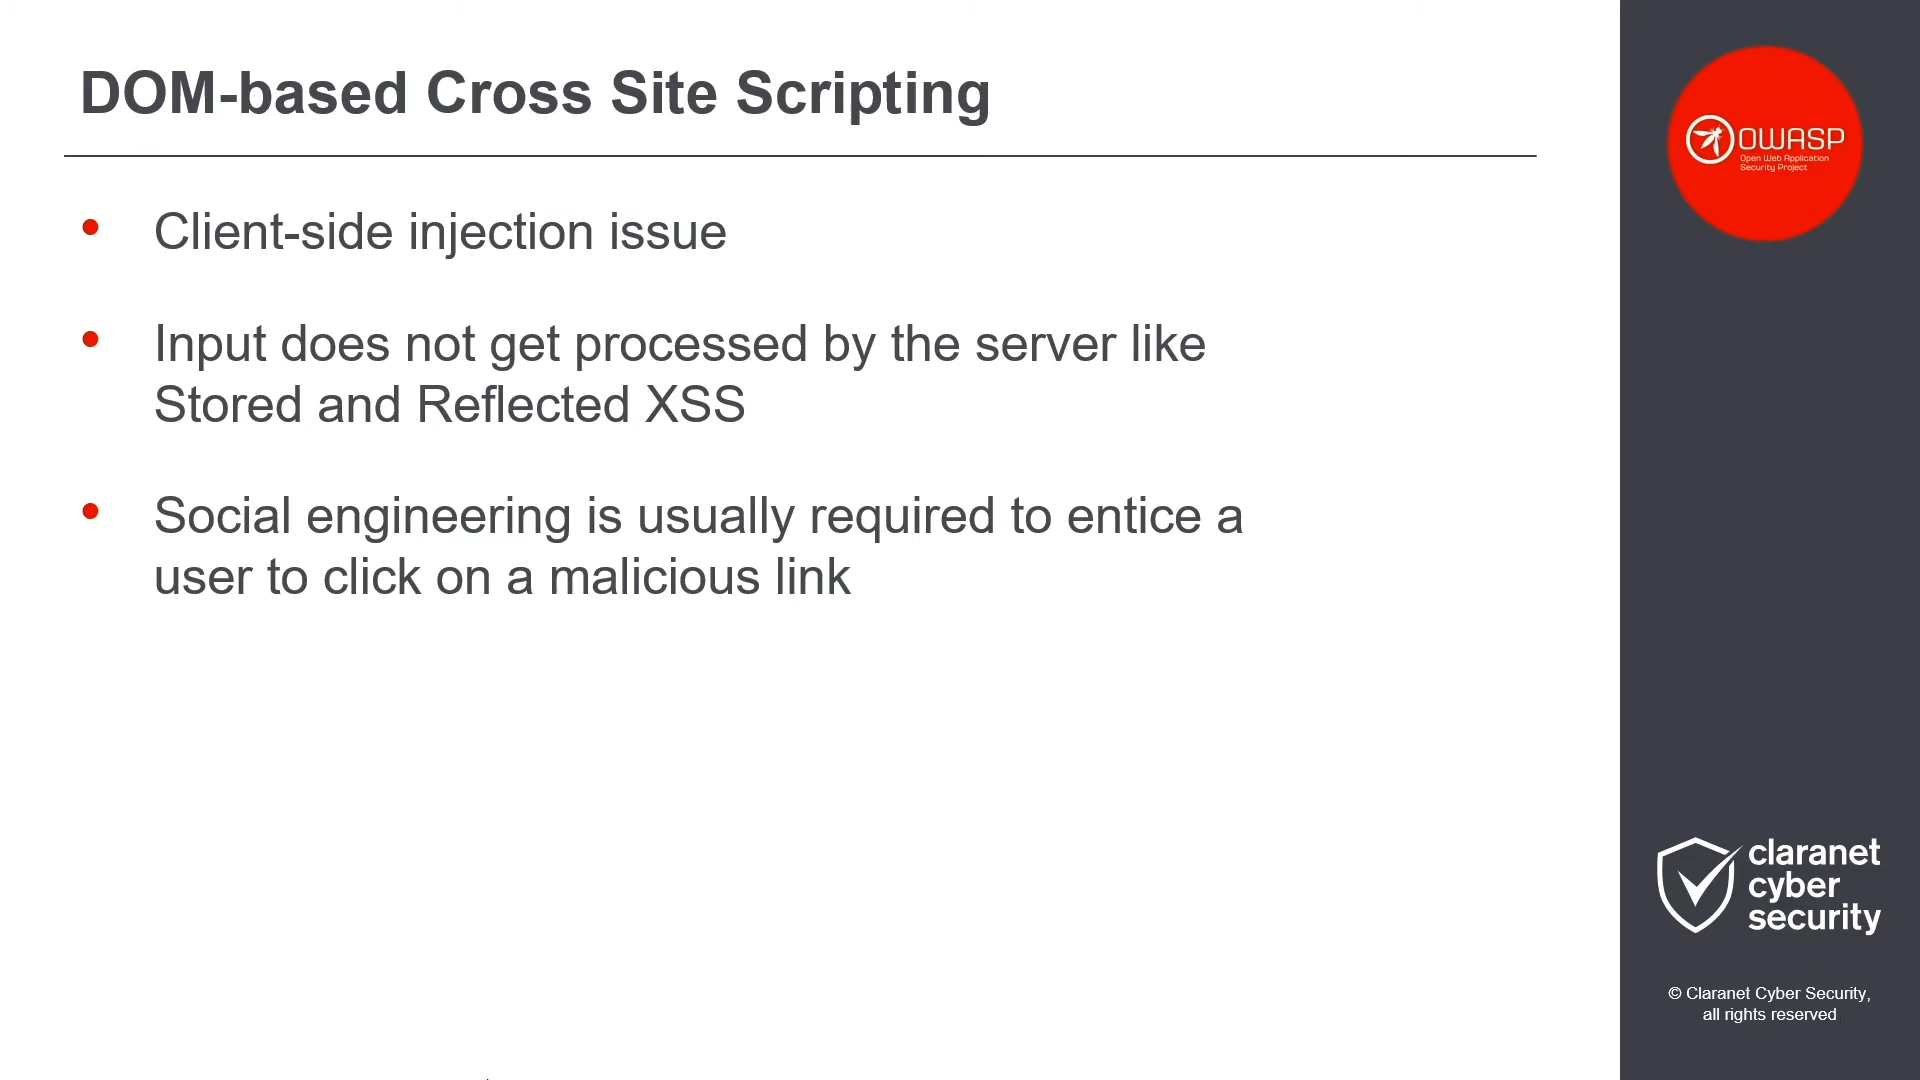 DOM-based Cross Site Scripting
• Client-side injection issue
• Input does not get processed by the server like
Stored and Reflected XSS
• Social engineering is usually required to entice a
user to click on a malicious link
OWASP
Open Web Application
Security Project
claranet
cyber
security
© Claranet Cyber Security,
all rights reserved